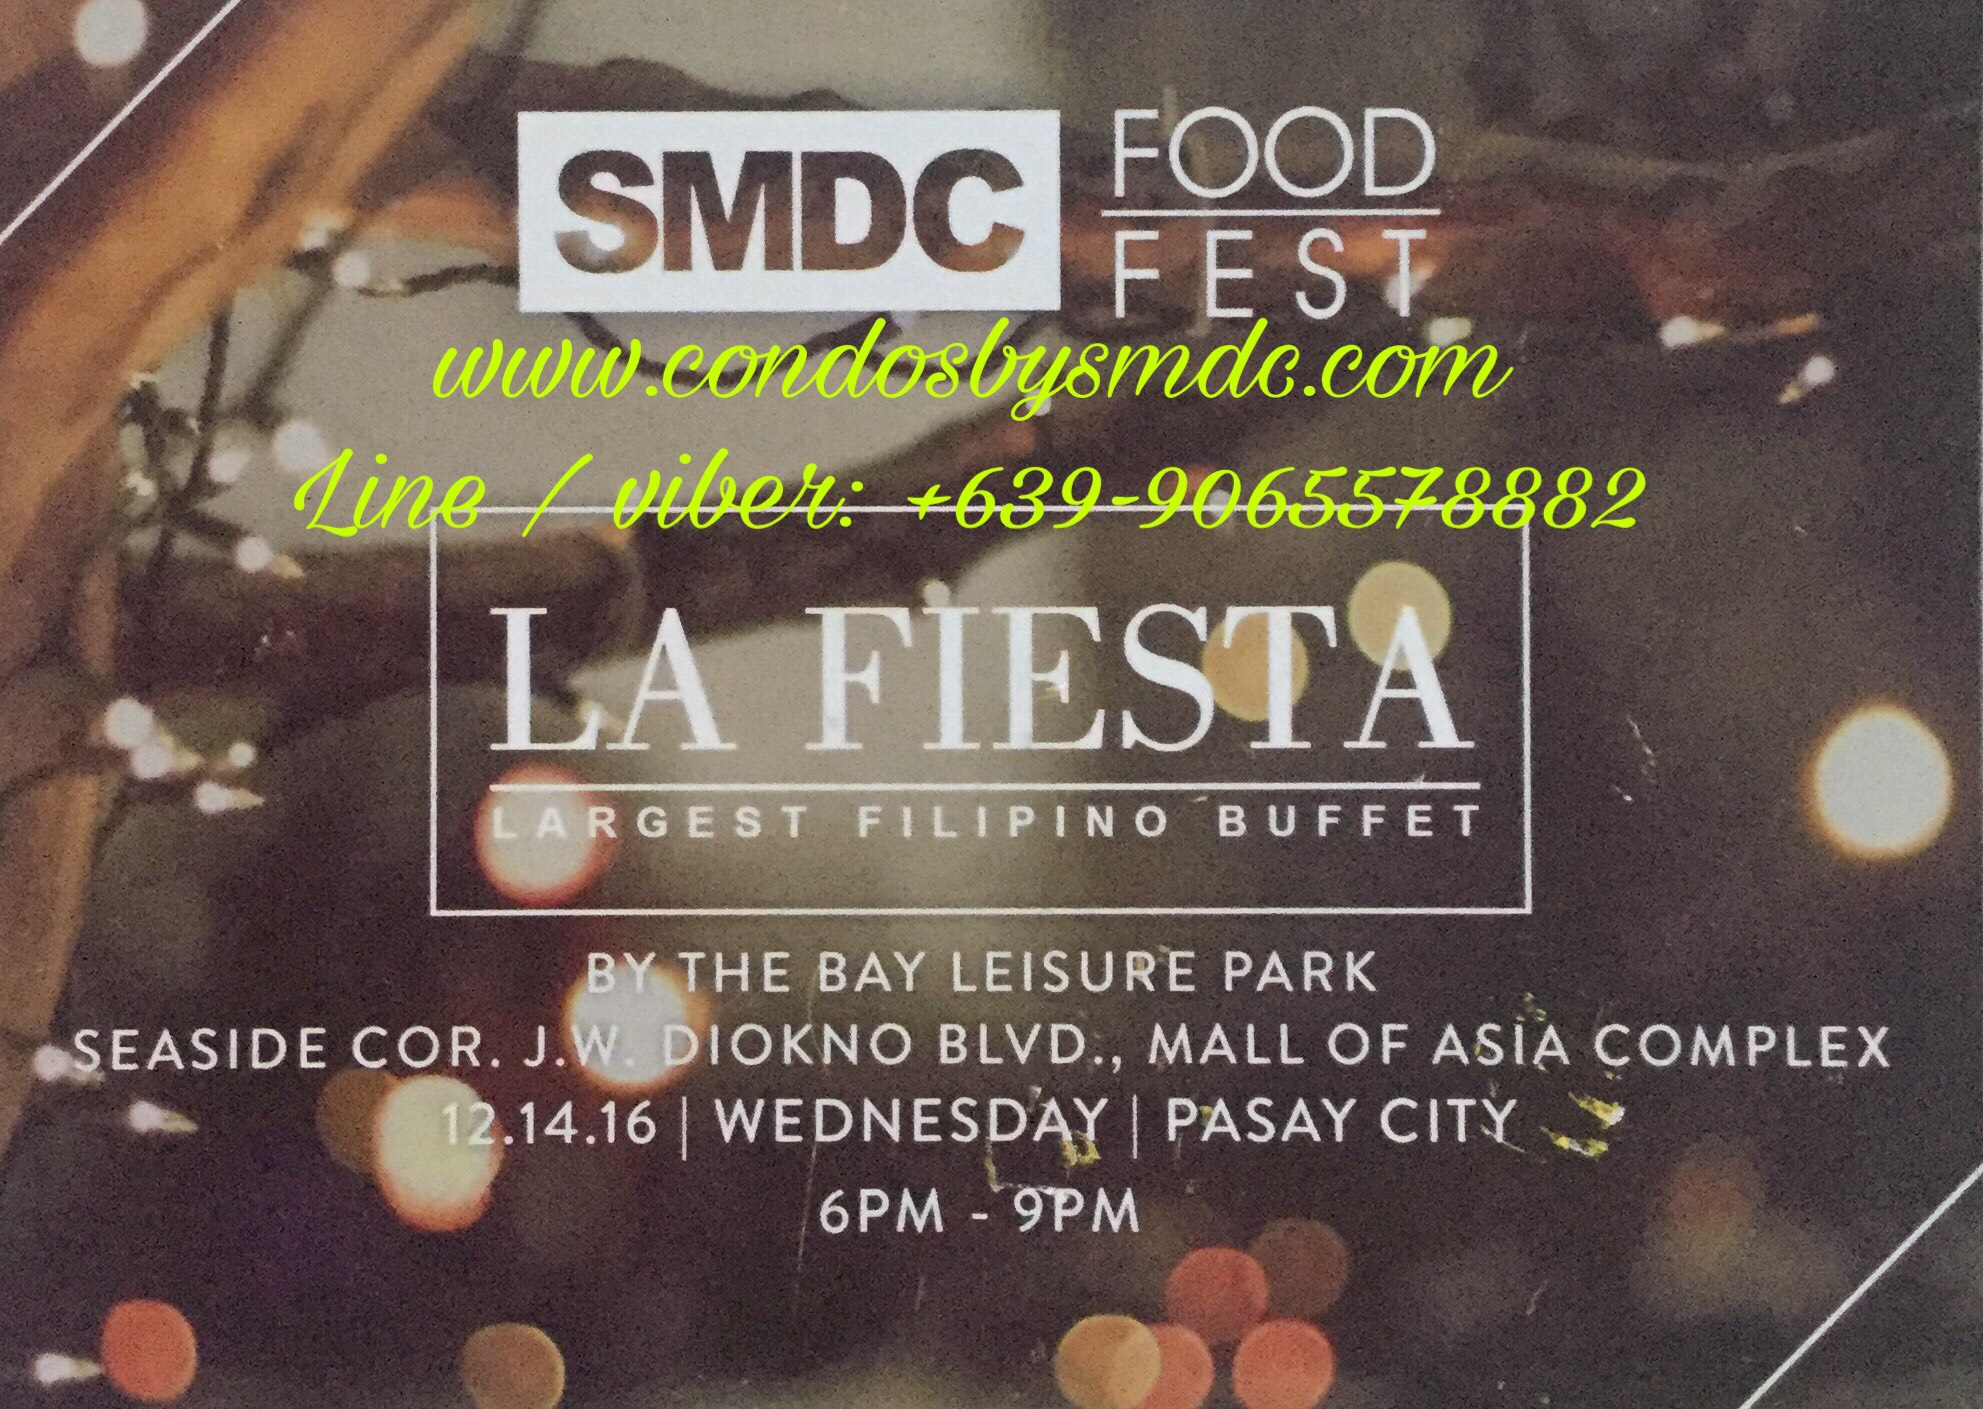 SMDC FOOD
FEST
www.condosbysmdc.com
Line / viber: +639-9065578882
LA FIESTA
LARGEST FILIPINO BUFFET
BY THE BAY LEISURE PARK
SEASIDE COR. J.W. DIOKNO BLVD., MALL OF ASIA COMPLEX
12.14.16 | WEDNESDAY | PASAY CITY
6PM - 9PM